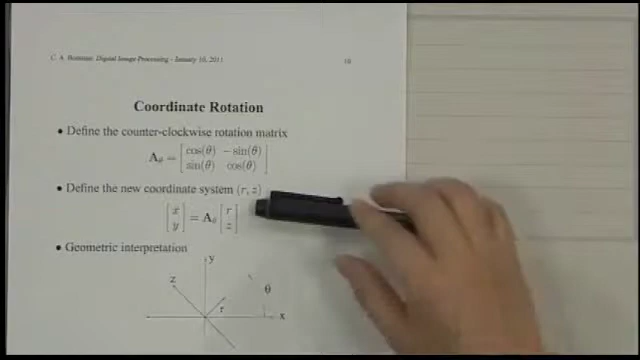 C. A. Bouman: Digital Image Processing - January 10, 2011 16
Coordinate Rotation
• Define the counter-clockwise rotation matrix
A_θ = [ cos(θ) − sin(θ)
sin(θ) cos(θ) ]
• Define the new coordinate system (r, z)
[ x
y ] = A_θ [ r
z ]
• Geometric interpretation
y
z
θ
r
x